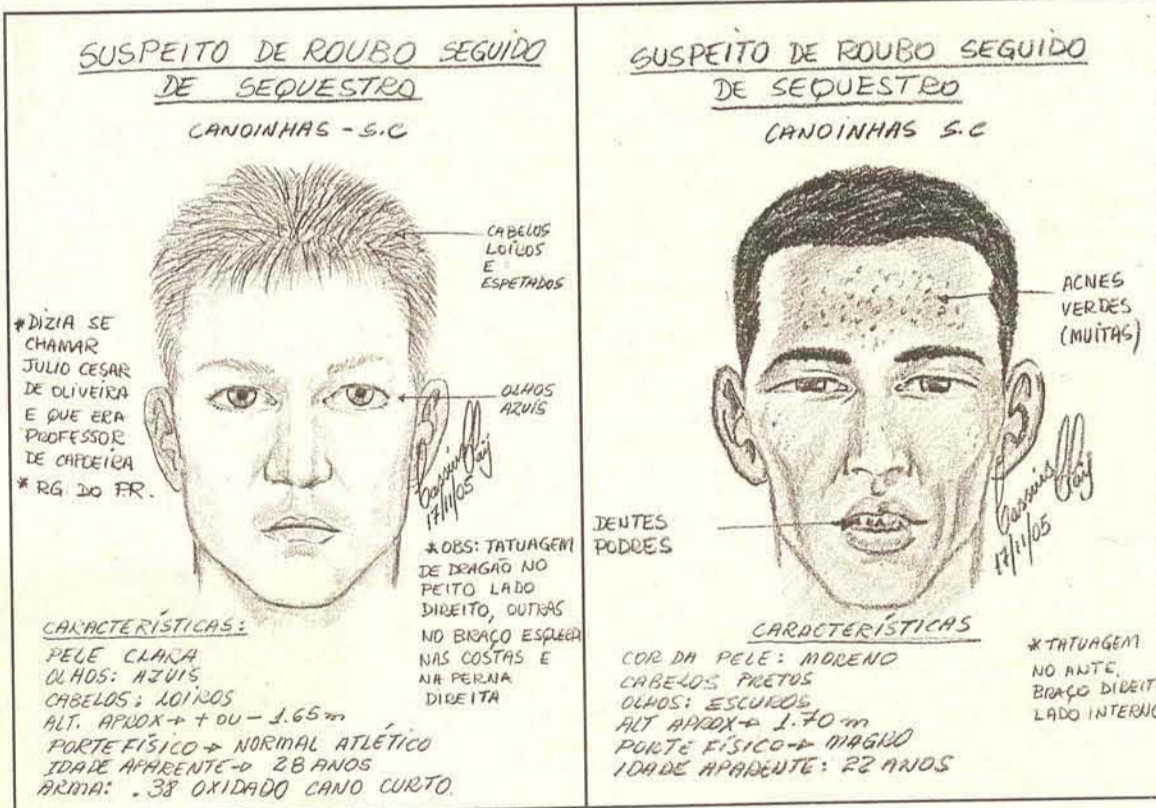 SUSPEITO DE ROUBO SEGUIDO
DE SEQUESTRO
CANOINHAS - S.C
CABELOS
LOIROS
E
ESPETADOS
* DIZIA SE
CHAMAR
JULIO CESAR
DE OLIVEIRA
E QUE ERA
PROFESSOR
DE CAPOEIRA
* RG DO PR.
OLHOS
AZUIS
17/11/05
* OBS: TATUAGEM
DE DRAGÃO NO
PEITO LADO
DIREITO, OUTRAS
NO BRAÇO
NAS COSTAS E
NA PERNA
DIREITA
CARACTERÍSTICAS:
PELE CLARA
OLHOS: AZUIS
CABELOS: LOIROS
ALT. APROX → + OU - 1.65m
PORTE FÍSICO → NORMAL ATLÉTICO
IDADE APARENTE → 28 ANOS
ARMA: .38 OXIDADO CANO CURTO.
SUSPEITO DE ROUBO SEGUIDO
DE SEQUESTRO
CANOINHAS S.C
ACNES
VERDES
(MUITAS)
DENTES
PODRES
17/11/05
CARACTERÍSTICAS
COR DA PELE: MORENO
CABELOS PRETOS
OLHOS: ESCUROS
ALT APROX → 1.70m
PORTE FÍSICO → MAGRO
IDADE APARENTE: 22 ANOS
* TATUAGEM
NO ANTE.
BRAÇO DIREIT
LADO INTERNO